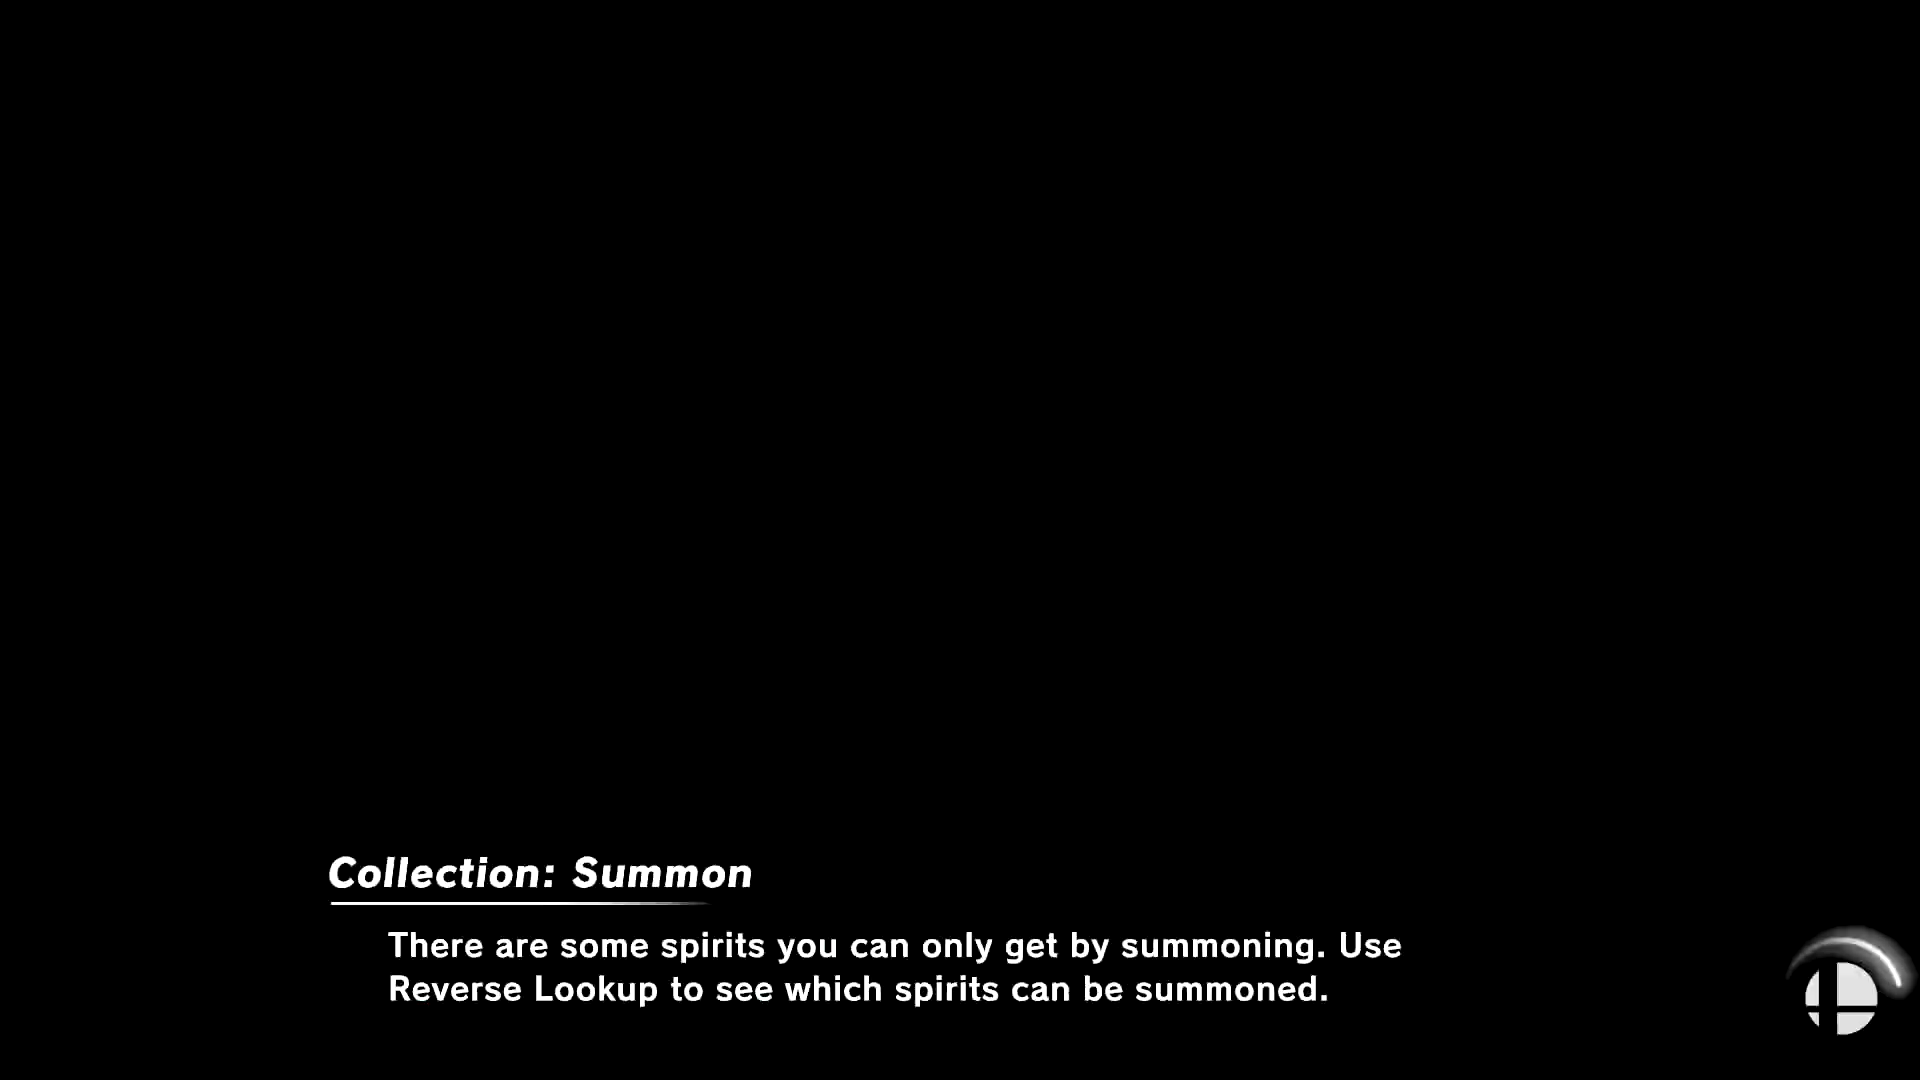 Collection: Summon
There are some spirits you can only get by summoning. Use
Reverse Lookup to see which spirits can be summoned.